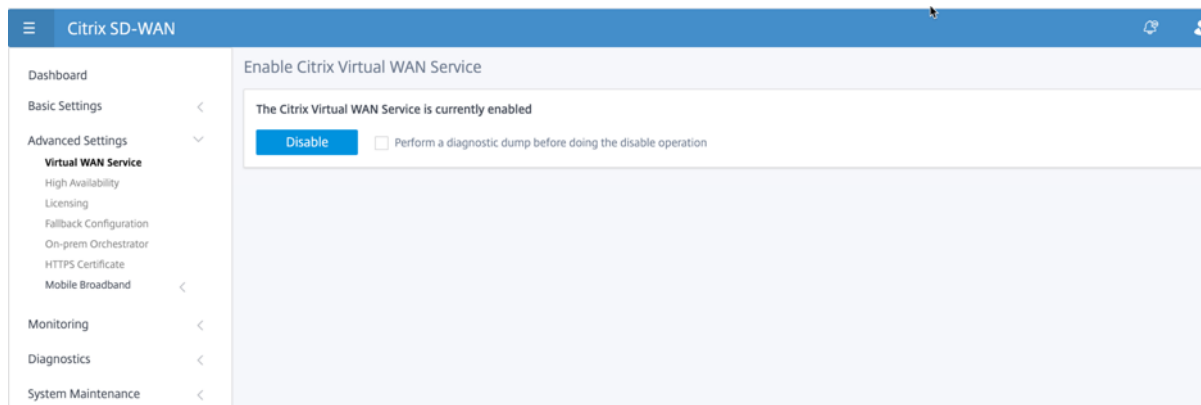 Citrix SD-WAN
Dashboard
Basic Settings
Advanced Settings
Virtual WAN Service
High Availability
Licensing
Fallback Configuration
On-prem Orchestrator
HTTPS Certificate
Mobile Broadband
Monitoring
Diagnostics
System Maintenance
Enable Citrix Virtual WAN Service
The Citrix Virtual WAN Service is currently enabled
Disable
Perform a diagnostic dump before doing the disable operation